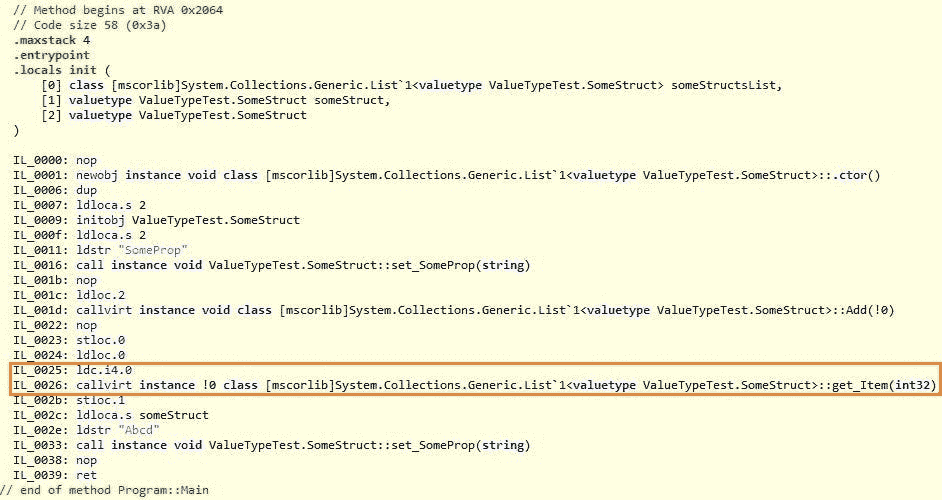 // Method begins at RVA 0x2064
// Code size 58 (0x3a)
.maxstack 4
.entrypoint
.locals init (
[0] class [mscorlib]System.Collections.Generic.List`1<valuetype ValueTypeTest.SomeStruct> someStructsList,
[1] valuetype ValueTypeTest.SomeStruct someStruct,
[2] valuetype ValueTypeTest.SomeStruct
)
IL_0000: nop
IL_0001: newobj instance void class [mscorlib]System.Collections.Generic.List`1<valuetype ValueTypeTest.SomeStruct>::.ctor()
IL_0006: dup
IL_0007: ldloca.s 2
IL_0009: initobj ValueTypeTest.SomeStruct
IL_000f: ldloca.s 2
IL_0011: ldstr "SomeProp"
IL_0016: call instance void ValueTypeTest.SomeStruct::set_SomeProp(string)
IL_001b: nop
IL_001c: ldloc.2
IL_001d: callvirt instance void class [mscorlib]System.Collections.Generic.List`1<valuetype ValueTypeTest.SomeStruct>::Add(!0)
IL_0022: nop
IL_0023: stloc.0
IL_0024: ldloc.0
IL_0025: ldc.i4.0
IL_0026: callvirt instance !0 class [mscorlib]System.Collections.Generic.List`1<valuetype ValueTypeTest.SomeStruct>::get_Item(int32)
IL_002b: stloc.1
IL_002c: ldloca.s someStruct
IL_002e: ldstr "Abcd"
IL_0033: call instance void ValueTypeTest.SomeStruct::set_SomeProp(string)
IL_0038: nop
IL_0039: ret
// end of method Program::Main